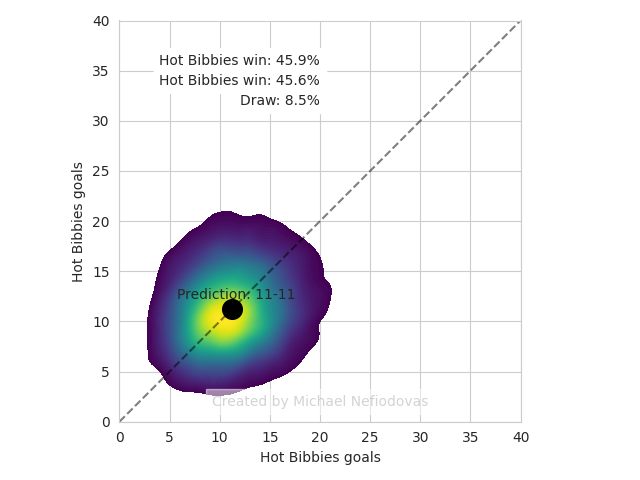 40
35
30
25
20
15
10
5
0
Hot Bibbies goals
Hot Bibbies win: 45.9%
Hot Bibbies win: 45.6%
Draw: 8.5%
Prediction: 11-11
Created by Michael Nefiodovas
0 5 10 15 20 25 30 35 40
Hot Bibbies goals